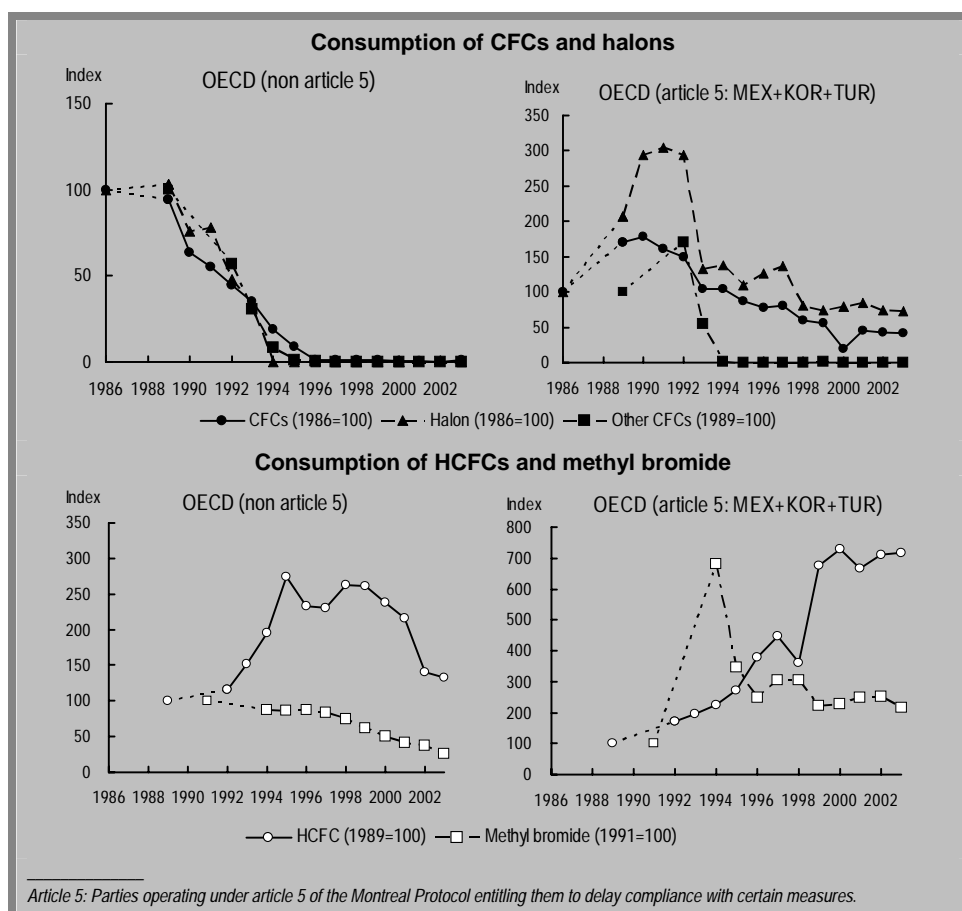 Consumption of CFCs and halons
Index
OECD (non article 5)
150
100
50
0
1986 1988 1990 1992 1994 1996 1998 2000 2002
Index
OECD (article 5: MEX+KOR+TUR)
350
300
250
200
150
100
50
0
1986 1988 1990 1992 1994 1996 1998 2000 2002
CFCs (1986=100) Halon (1986=100) Other CFCs (1989=100)
Consumption of HCFCs and methyl bromide
Index
OECD (non article 5)
350
300
250
200
150
100
50
0
1986 1988 1990 1992 1994 1996 1998 2000 2002
Index
OECD (article 5: MEX+KOR+TUR)
800
700
600
500
400
300
200
100
0
1986 1988 1990 1992 1994 1996 1998 2000 2002
HCFC (1989=100) Methyl bromide (1991=100)
Article 5: Parties operating under article 5 of the Montreal Protocol entitling them to delay compliance with certain measures.